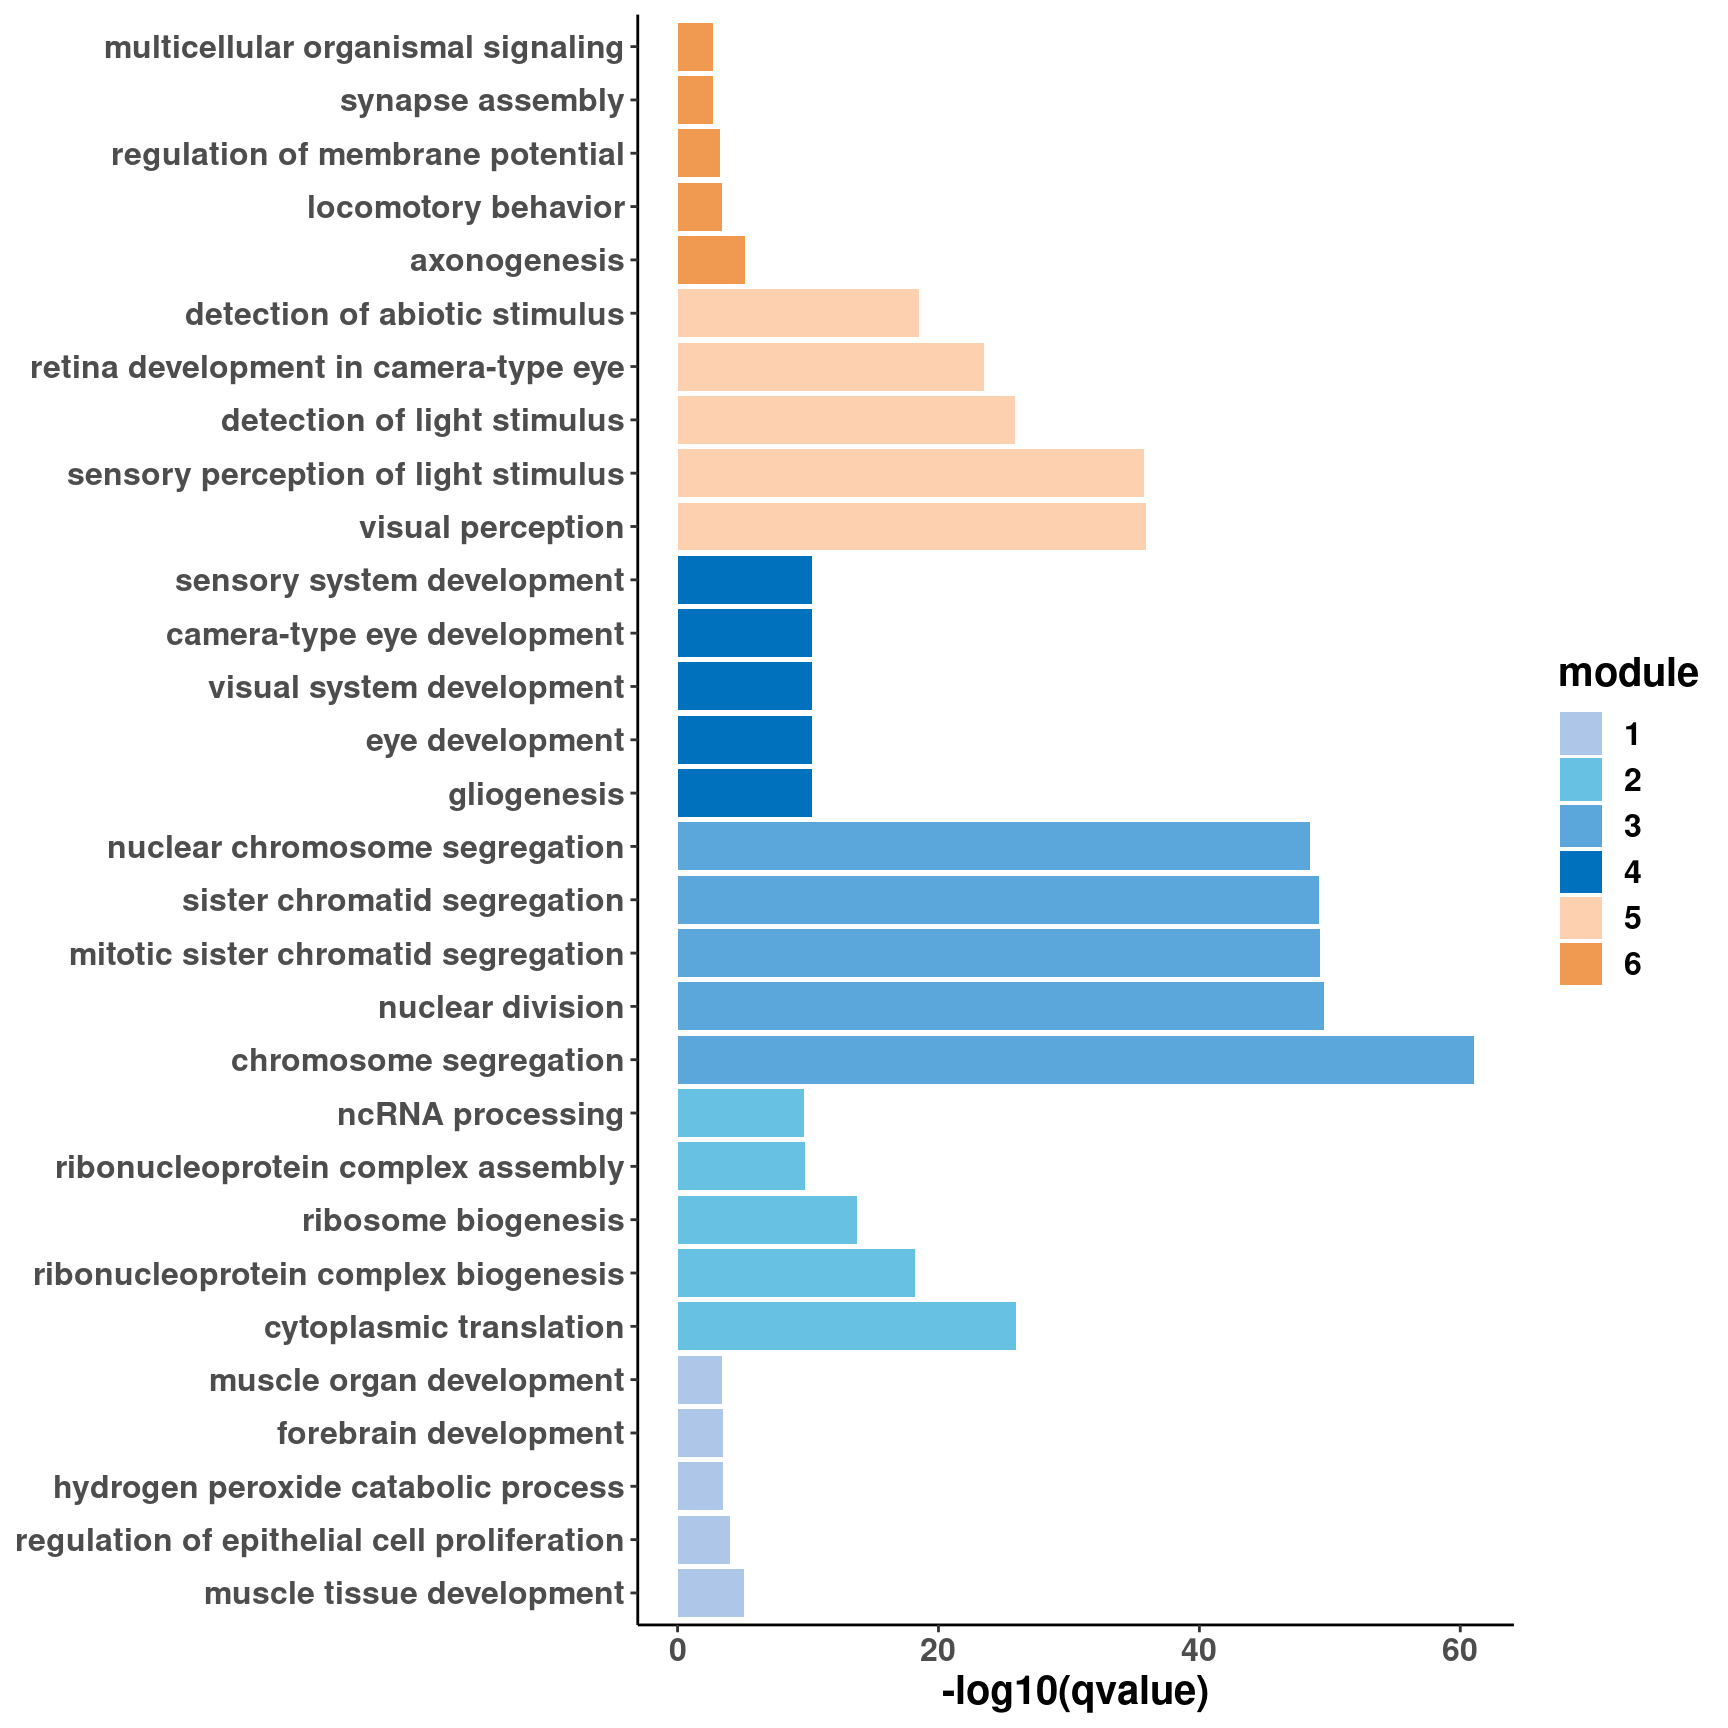 multicellular organismal signaling
synapse assembly
regulation of membrane potential
locomotory behavior
axonogenesis
detection of abiotic stimulus
retina development in camera-type eye
detection of light stimulus
sensory perception of light stimulus
visual perception
sensory system development
camera-type eye development
visual system development
eye development
gliogenesis
nuclear chromosome segregation
sister chromatid segregation
mitotic sister chromatid segregation
nuclear division
chromosome segregation
ncRNA processing
ribonucleoprotein complex assembly
ribosome biogenesis
ribonucleoprotein complex biogenesis
cytoplasmic translation
muscle organ development
forebrain development
hydrogen peroxide catabolic process
regulation of epithelial cell proliferation
muscle tissue development
0 20 40 60
-log10(qvalue)
module
1
2
3
4
5
6